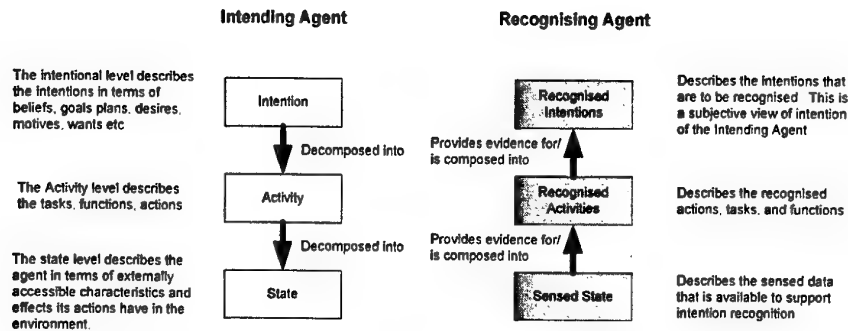 Intending Agent
Recognising Agent
The intentional level describes
the intentions in terms of
beliefs, goals plans, desires,
motives, wants etc
Intention
Decomposed into
The Activity level describes
the tasks, functions, actions
Activity
Decomposed into
The state level describes the
agent in terms of externally
accessible characteristics and
effects its actions have in the
environment.
State
Recognised
Intentions
Describes the intentions that
are to be recognised This is
a subjective view of intention
of the Intending Agent
Provides evidence for/
is composed into
Recognised
Activities
Describes the recognised
actions, tasks, and functions
Provides evidence for/
is composed into
Sensed State
Describes the sensed data
that is available to support
intention recognition